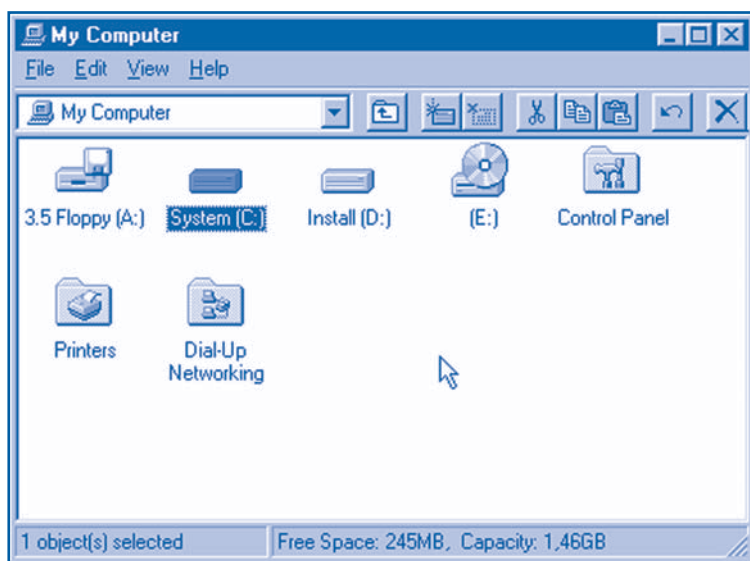 My Computer
File Edit View Help
My Computer
3.5 Floppy (A:) System (C:) Install (D:) (E:) Control Panel
Printers Dial-Up
Networking
1 object(s) selected Free Space: 245MB, Capacity: 1,46GB